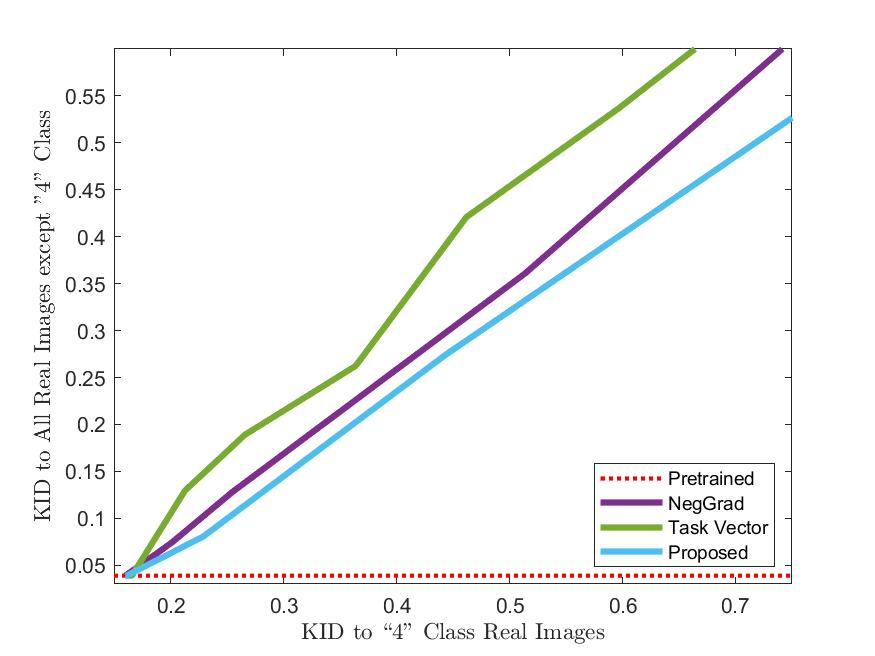 0.55
0.5
0.45
0.4
0.35
0.3
0.25
0.2
0.15
0.1
0.05
KID to All Real Images except ”4” Class
Pretrained
NegGrad
Task Vector
Proposed
0.2 0.3 0.4 0.5 0.6 0.7
KID to “4” Class Real Images